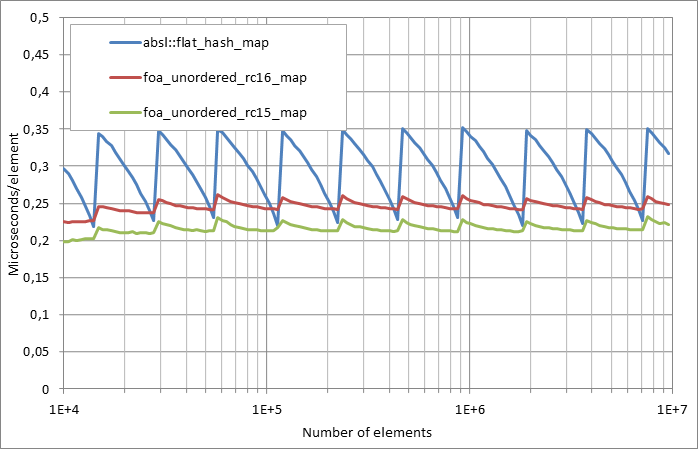 0,5
0,45
0,4
0,35
0,3
0,25
0,2
0,15
0,1
0,05
0
Microseconds/element
absl::flat_hash_map
foa_unordered_rc16_map
foa_unordered_rc15_map
1E+4 1E+5 1E+6 1E+7
Number of elements